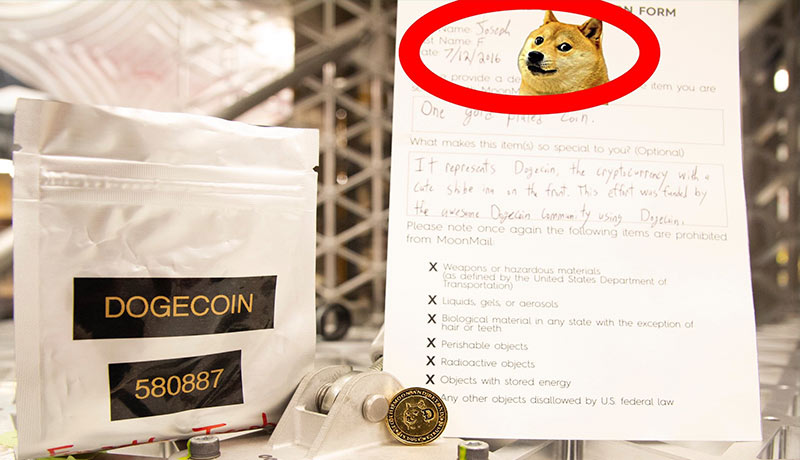 DOGECOIN
580887
N FORM
Name: Joseph
st Name: F
ate: 7/12/2016
provide a de item you are
MoonMa
One gold plated coin.
What makes this item(s) so special to you? (Optional)
It represents Dogecoin, the cryptocurrency with a
cute shibe inu on the front. This effort was funded by
the awesome Dogecoin community using Dogecoin.
Please note once again the following items are prohibited
from MoonMail:
X Weapons or hazardous materials
(as defined by the United States Department of
Transportation)
X Liquids, gels, or aerosols
X Biological material in any state with the exception of
hair or teeth
X Perishable objects
X Radioactive objects
X Objects with stored energy
Any other objects disallowed by U.S. federal law